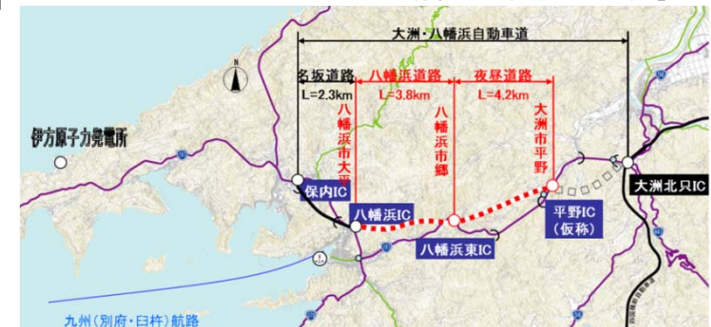 大洲・八幡浜自動車道
名坂道路
八幡浜道路
夜昼道路
L=2.3km
L=3.8km
L=4.2km
八幡浜市大平
八幡浜市郷
大洲市平野
伊方原子力発電所
保内IC
八幡浜IC
八幡浜東IC
平野IC
(仮称)
大洲北只IC
九州(別府・臼杵)航路